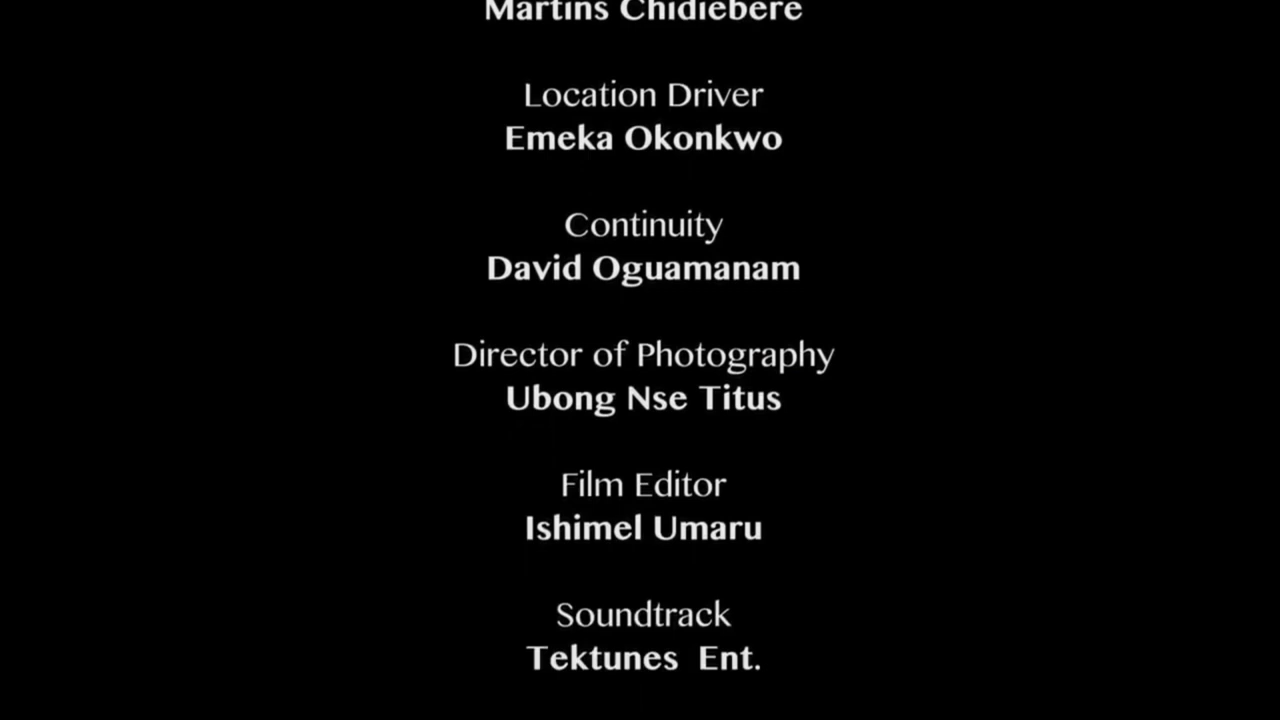 Martins Chidiebere
Location Driver
Emeka Okonkwo
Continuity
David Oguamanam
Director of Photography
Ubong Nse Titus
Film Editor
Ishimel Umaru
Soundtrack
Tektunes Ent.